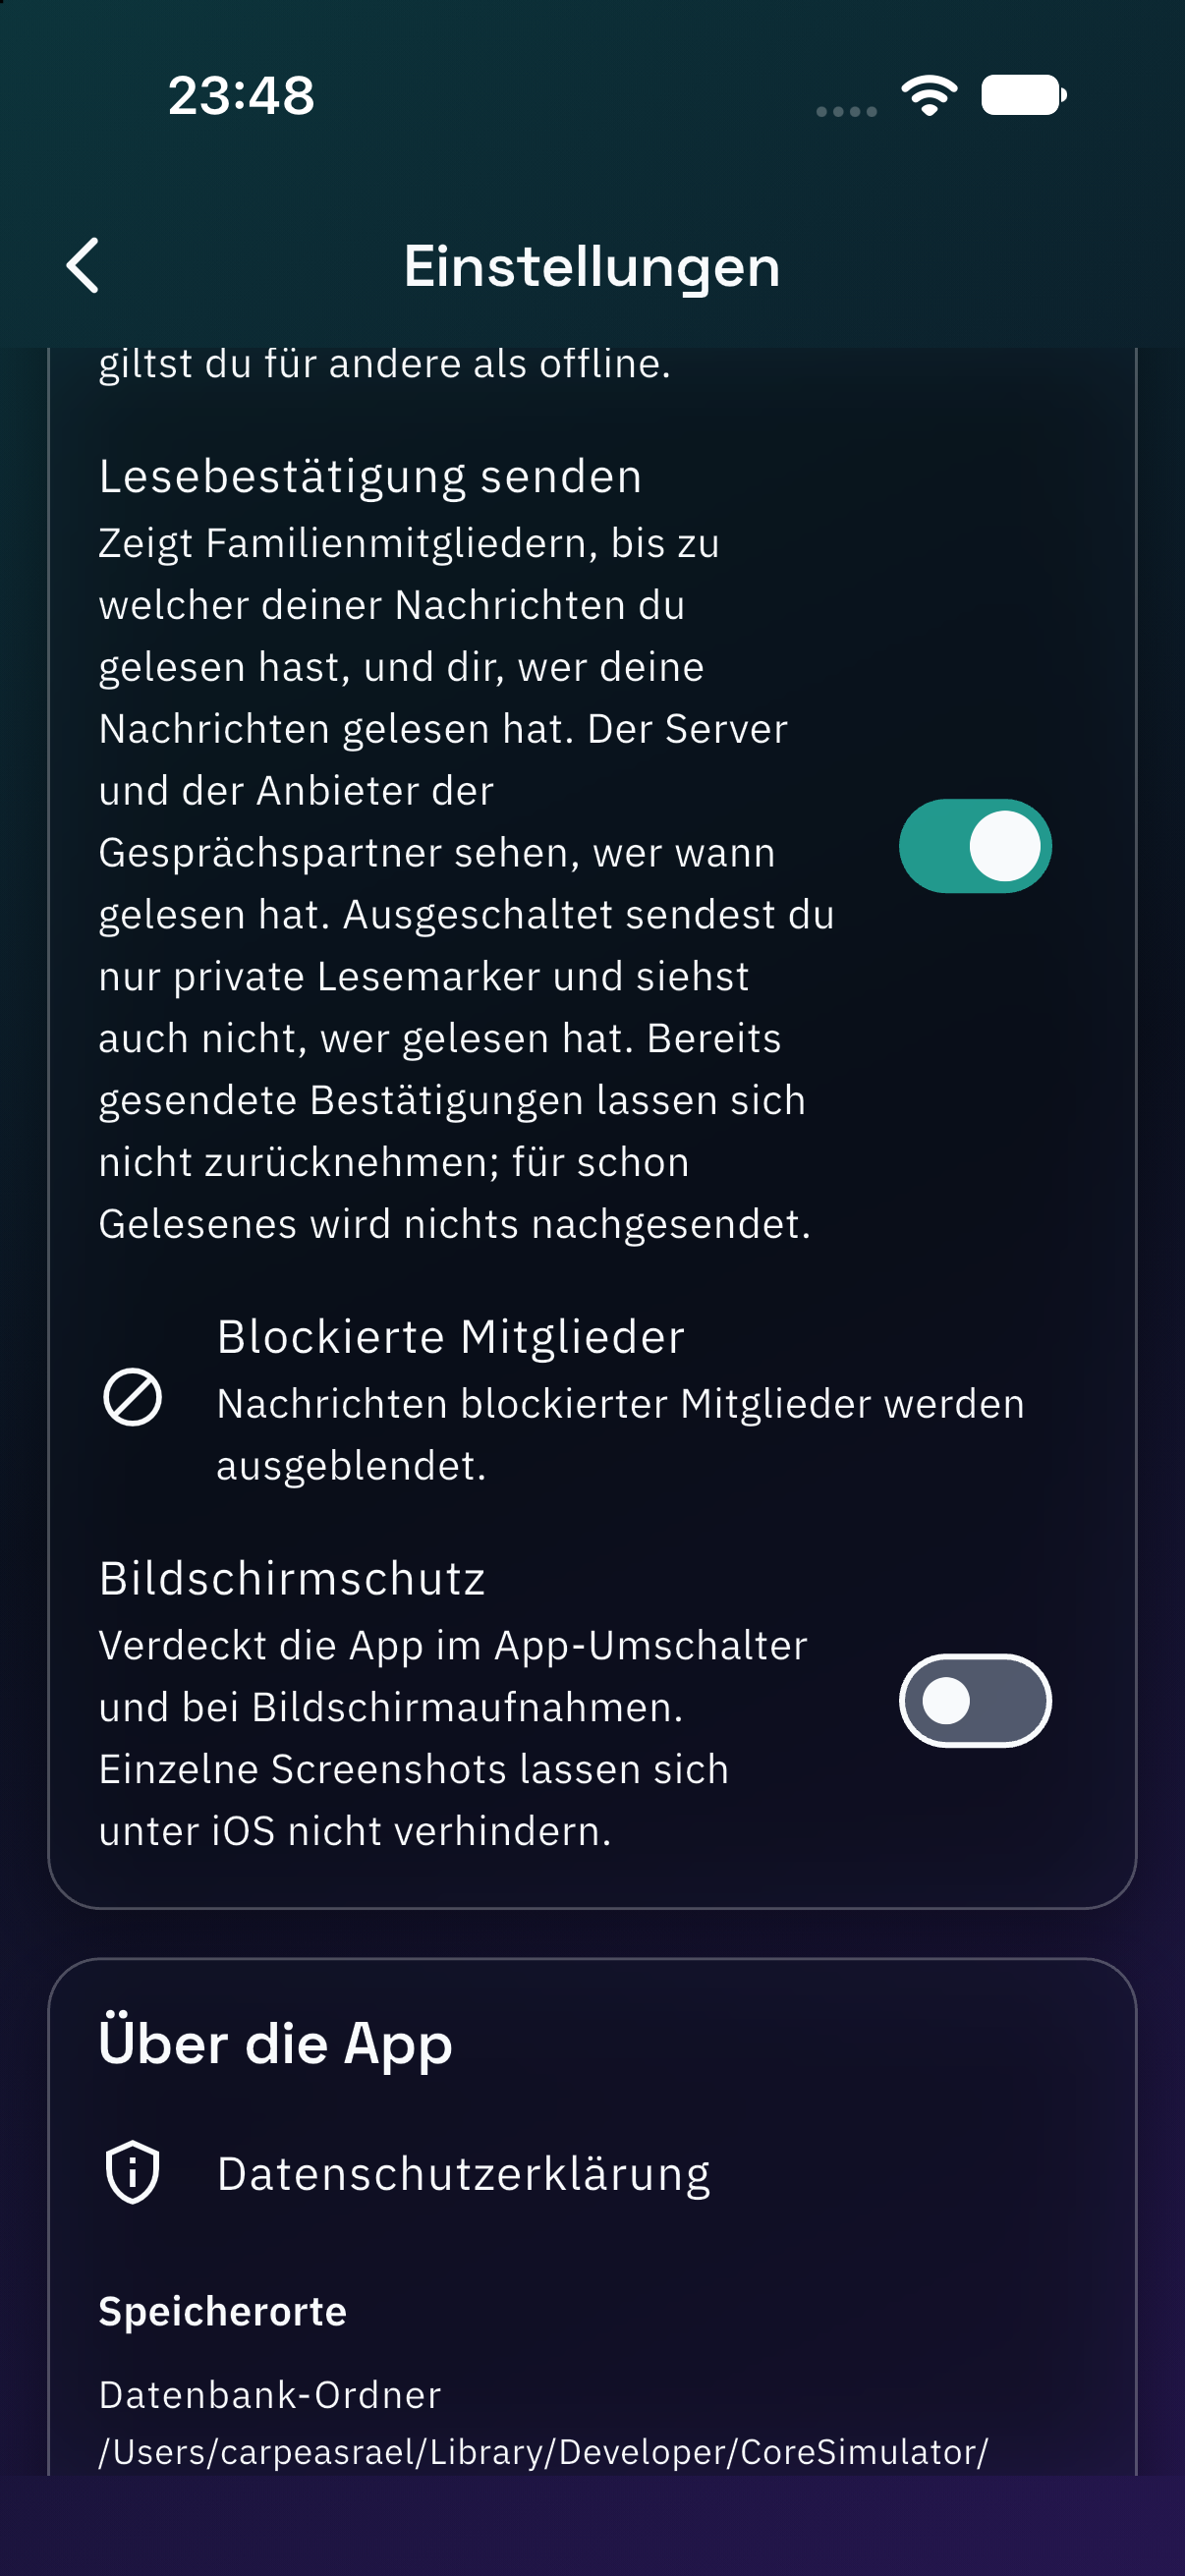 23:48
Einstellungen
giltst du für andere als offline.
Lesebestätigung senden
Zeigt Familienmitgliedern, bis zu
welcher deiner Nachrichten du
gelesen hast, und dir, wer deine
Nachrichten gelesen hat. Der Server
und der Anbieter der
Gesprächspartner sehen, wer wann
gelesen hat. Ausgeschaltet sendest du
nur private Lesemarker und siehst
auch nicht, wer gelesen hat. Bereits
gesendete Bestätigungen lassen sich
nicht zurücknehmen; für schon
Gelesenes wird nichts nachgesendet.
Blockierte Mitglieder
Nachrichten blockierter Mitglieder werden
ausgeblendet.
Bildschirmschutz
Verdeckt die App im App-Umschalter
und bei Bildschirmaufnahmen.
Einzelne Screenshots lassen sich
unter iOS nicht verhindern.
Über die App
Datenschutzerklärung
Speicherorte
Datenbank-Ordner
/Users/carpeasrael/Library/Developer/CoreSimulator/